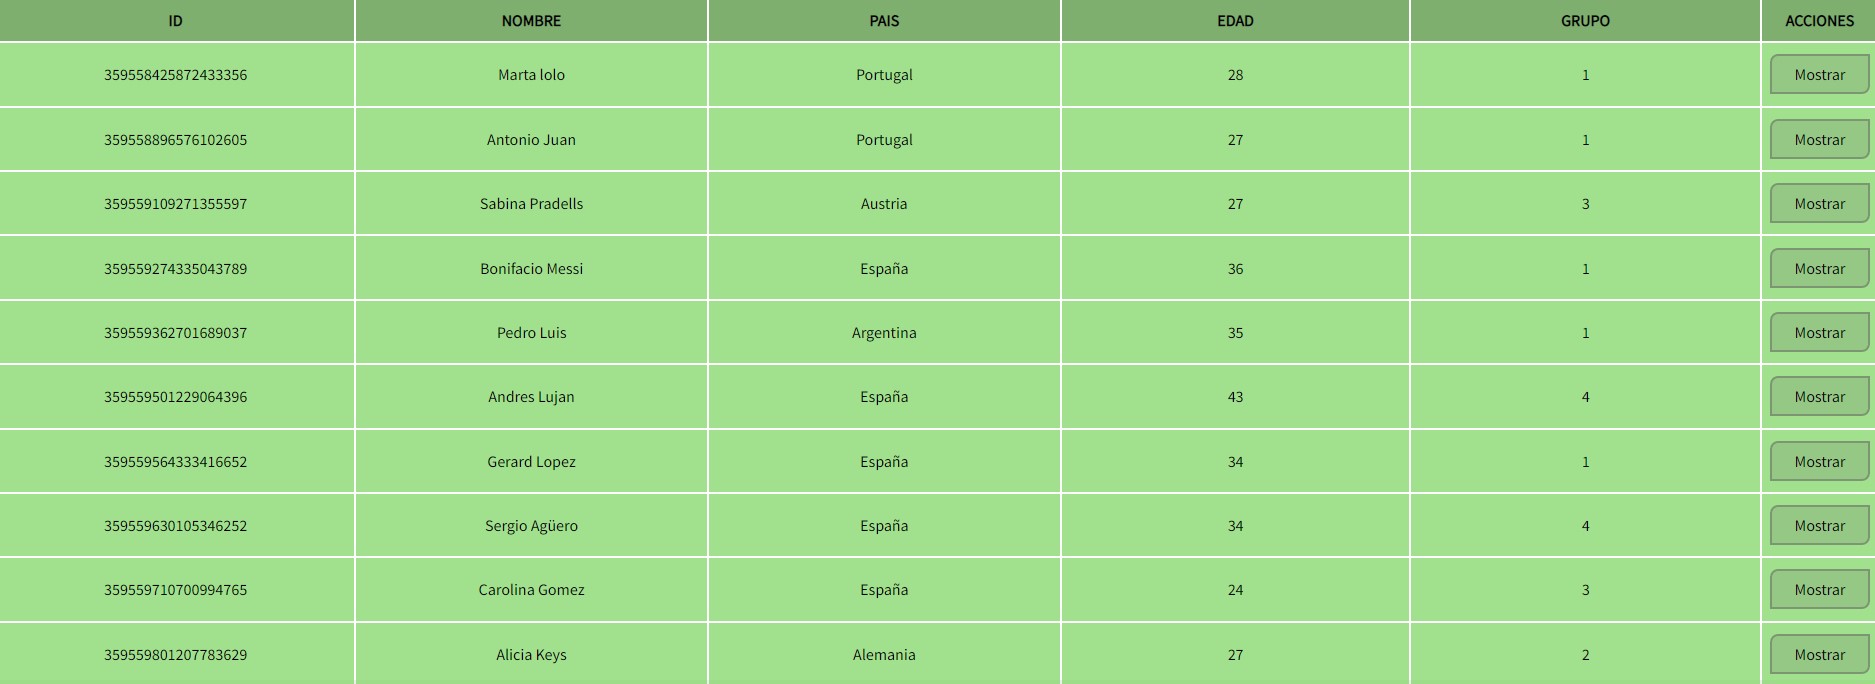 ID NOMBRE PAIS EDAD GRUPO ACCIONES
359558425872433356 Marta lolo Portugal 28 1 Mostrar
359558896576102605 Antonio Juan Portugal 27 1 Mostrar
359559109271355597 Sabina Pradells Austria 27 3 Mostrar
359559274335043789 Bonifacio Messi España 36 1 Mostrar
359559362701689037 Pedro Luis Argentina 35 1 Mostrar
359559501229064396 Andres Lujan España 43 4 Mostrar
359559564333416652 Gerard Lopez España 34 1 Mostrar
359559630105346252 Sergio Agüero España 34 4 Mostrar
359559710700994765 Carolina Gomez España 24 3 Mostrar
359559801207783629 Alicia Keys Alemania 27 2 Mostrar